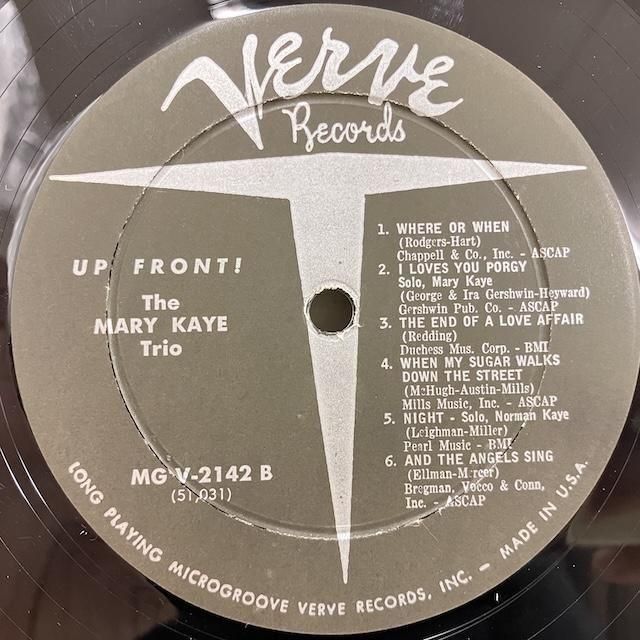 Verve
Records
UP FRONT!
The
MARY KAYE
Trio
MG V-2142 B
(51,031)
1. WHERE OR WHEN
(Rodgers-Hart)
Chappell & Co., Inc. - ASCAP
2. I LOVES YOU PORGY
Solo, Mary Kaye
(George & Ira Gershwin-Heyward)
Gershwin Pub. Co. - ASCAP
3. THE END OF A LOVE AFFAIR
(Redding)
Duchess Mus. Corp. - BMI
4. WHEN MY SUGAR WALKS
DOWN THE STREET
(McHugh-Austin-Mills)
Mills Music, Inc. - ASCAP
5. NIGHT - Solo, Norman Kaye
(Leighman-Miller)
Pearl Music - BMI
6. AND THE ANGELS SING
(Ellman-Mercer)
Bregman, Vocco & Conn,
Inc. - ASCAP
LONG PLAYING MICROGROOVE VERVE RECORDS, INC. - MADE IN U.S.A.